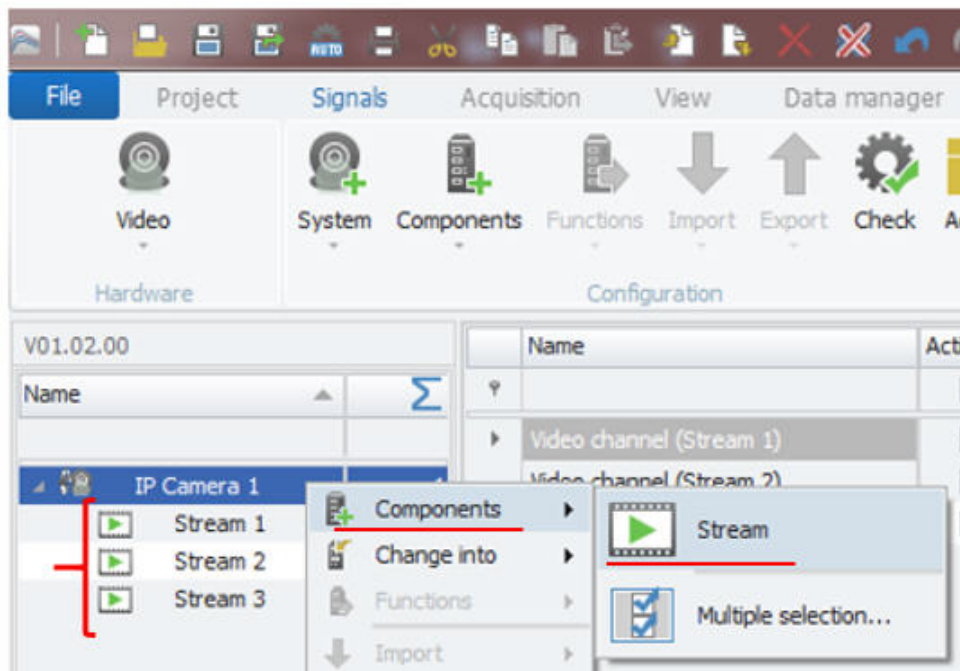 AUTO
File Project Signals Acquisition View Data manager
Video System Components Functions Import Export Check
Hardware Configuration
V01.02.00 Name
Name Σ
Video channel (Stream 1)
IP Camera 1 Video channel (Stream 2)
Stream 1 Components Stream
Stream 2 Change into
Stream 3 Functions Multiple selection...
Import